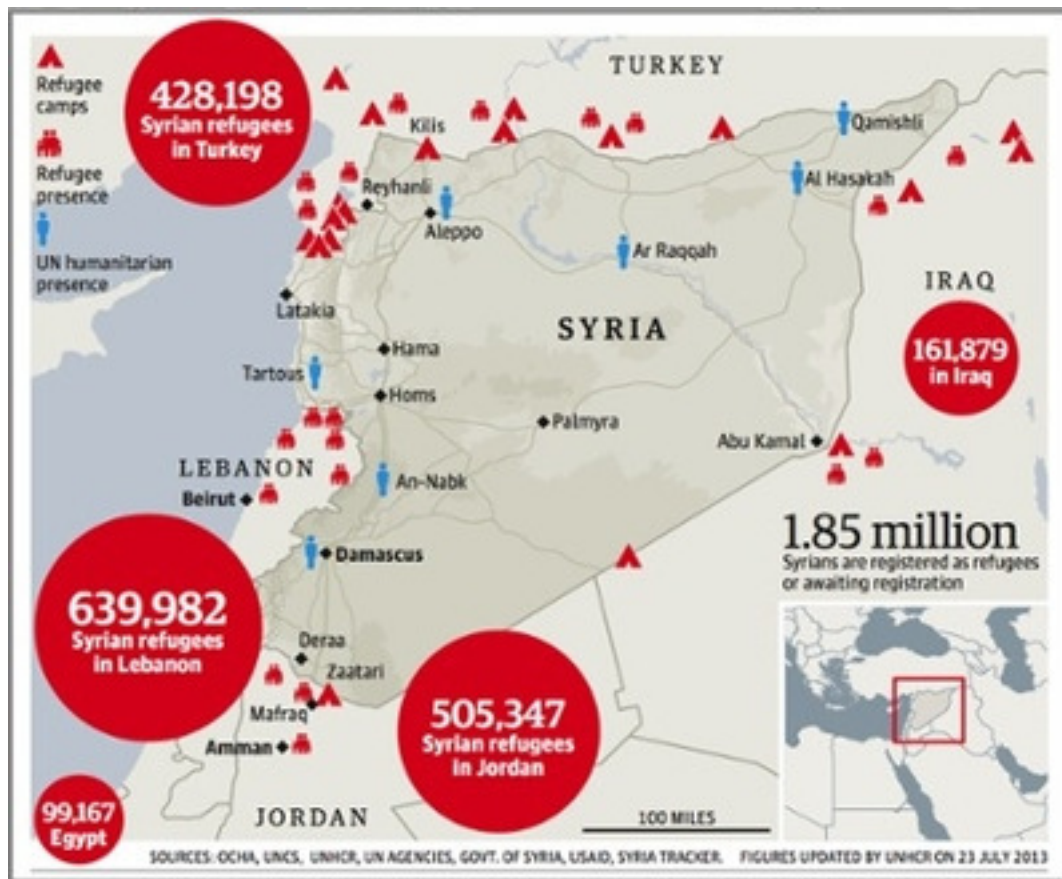 Refugee
camps
Refugee
presence
UN humanitarian
presence
428,198
Syrian refugees
in Turkey
TURKEY
Kilis
Qamishli
Reyhanli
Al Hasakah
Aleppo
Ar Raqqah
IRAQ
Latakia
SYRIA
161,879
in Iraq
Hama
Tartous
Homs
Palmyra
Abu Kamal
LEBANON
An-Nabk
Beirut
1.85 million
Syrians are registered as refugees
or awaiting registration
Damascus
639,982
Syrian refugees
in Lebanon
Deraa
Zaatari
Mafraq
505,347
Syrian refugees
in Jordan
Amman
99,167
Egypt
JORDAN
100 MILES
SOURCES: OCHA, UNCS, UNHCR, UN AGENCIES, GOVT. OF SYRIA, USAID, SYRIA TRACKER. FIGURES UPDATED BY UNHCR ON 23 JULY 2013